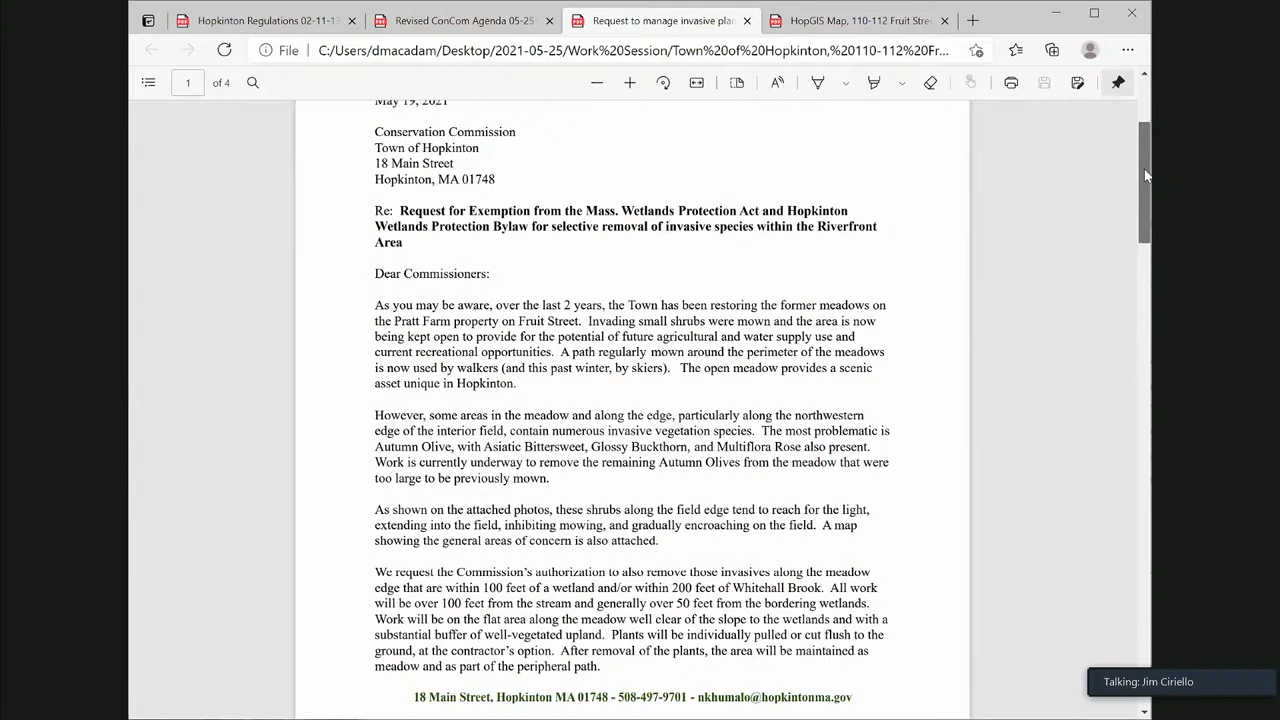 Hopkinton Regulations 02-11-1
Revised ConCom Agenda 05-25-
Request to manage invasive plan
HopGIS Map, 110-112 Fruit Stre
File C:/Users/dmacadam/Desktop/2021-05-25/Work%20Session/Town%20of%20Hopkinton,%20110-112%20Fr...
1 of 4
May 19, 2021
Conservation Commission
Town of Hopkinton
18 Main Street
Hopkinton, MA 01748
Re: Request for Exemption from the Mass. Wetlands Protection Act and Hopkinton
Wetlands Protection Bylaw for selective removal of invasive species within the Riverfront
Area
Dear Commissioners:
As you may be aware, over the last 2 years, the Town has been restoring the former meadows on
the Pratt Farm property on Fruit Street. Invading small shrubs were mown and the area is now
being kept open to provide for the potential of future agricultural and water supply use and
current recreational opportunities. A path regularly mown around the perimeter of the meadows
is now used by walkers (and this past winter, by skiers). The open meadow provides a scenic
asset unique in Hopkinton.
However, some areas in the meadow and along the edge, particularly along the northwestern
edge of the interior field, contain numerous invasive vegetation species. The most problematic is
Autumn Olive, with Asiatic Bittersweet, Glossy Buckthorn, and Multiflora Rose also present.
Work is currently underway to remove the remaining Autumn Olives from the meadow that were
too large to be previously mown.
As shown on the attached photos, these shrubs along the field edge tend to reach for the light,
extending into the field, inhibiting mowing, and gradually encroaching on the field. A map
showing the general areas of concern is also attached.
We request the Commission's authorization to also remove those invasives along the meadow
edge that are within 100 feet of a wetland and/or within 200 feet of Whitehall Brook. All work
will be over 100 feet from the stream and generally over 50 feet from the bordering wetlands.
Work will be on the flat area along the meadow well clear of the slope to the wetlands and with a
substantial buffer of well-vegetated upland. Plants will be individually pulled or cut flush to the
ground, at the contractor's option. After removal of the plants, the area will be maintained as
meadow and as part of the peripheral path.
18 Main Street, Hopkinton MA 01748 - 508-497-9701 - nkhumalo@hopkintonma.gov
Talking: Jim Ciriello